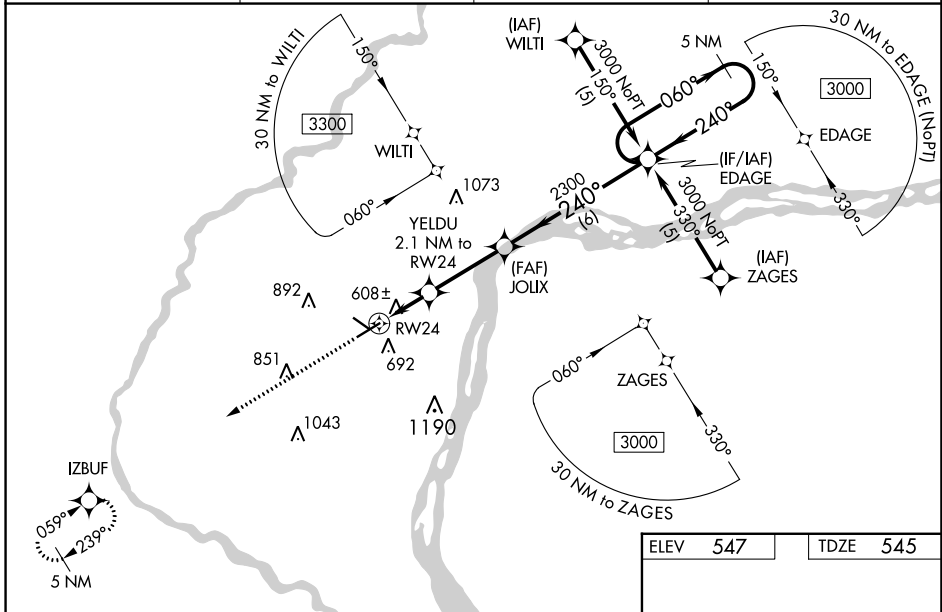 30 NM to WILTI
150°
3300
WILTI
060°
(IAF)
WILTI
3000 NoPT
150°
(5)
5 NM
060°
240°
30 NM to EDAGE (NoPT)
150°
3000
EDAGE
330°
(IF/IAF)
EDAGE
3000 NoPT
330°
(5)
(IAF)
ZAGES
2300
240°
(6)
1073
YELDU
2.1 NM to
RW24
(FAF)
JOLIX
892
608±
RW24
692
851
1043
1190
060°
ZAGES
3000
330°
30 NM to ZAGES
IZBUF
059°
239°
5 NM
ELEV 547
TDZE 545